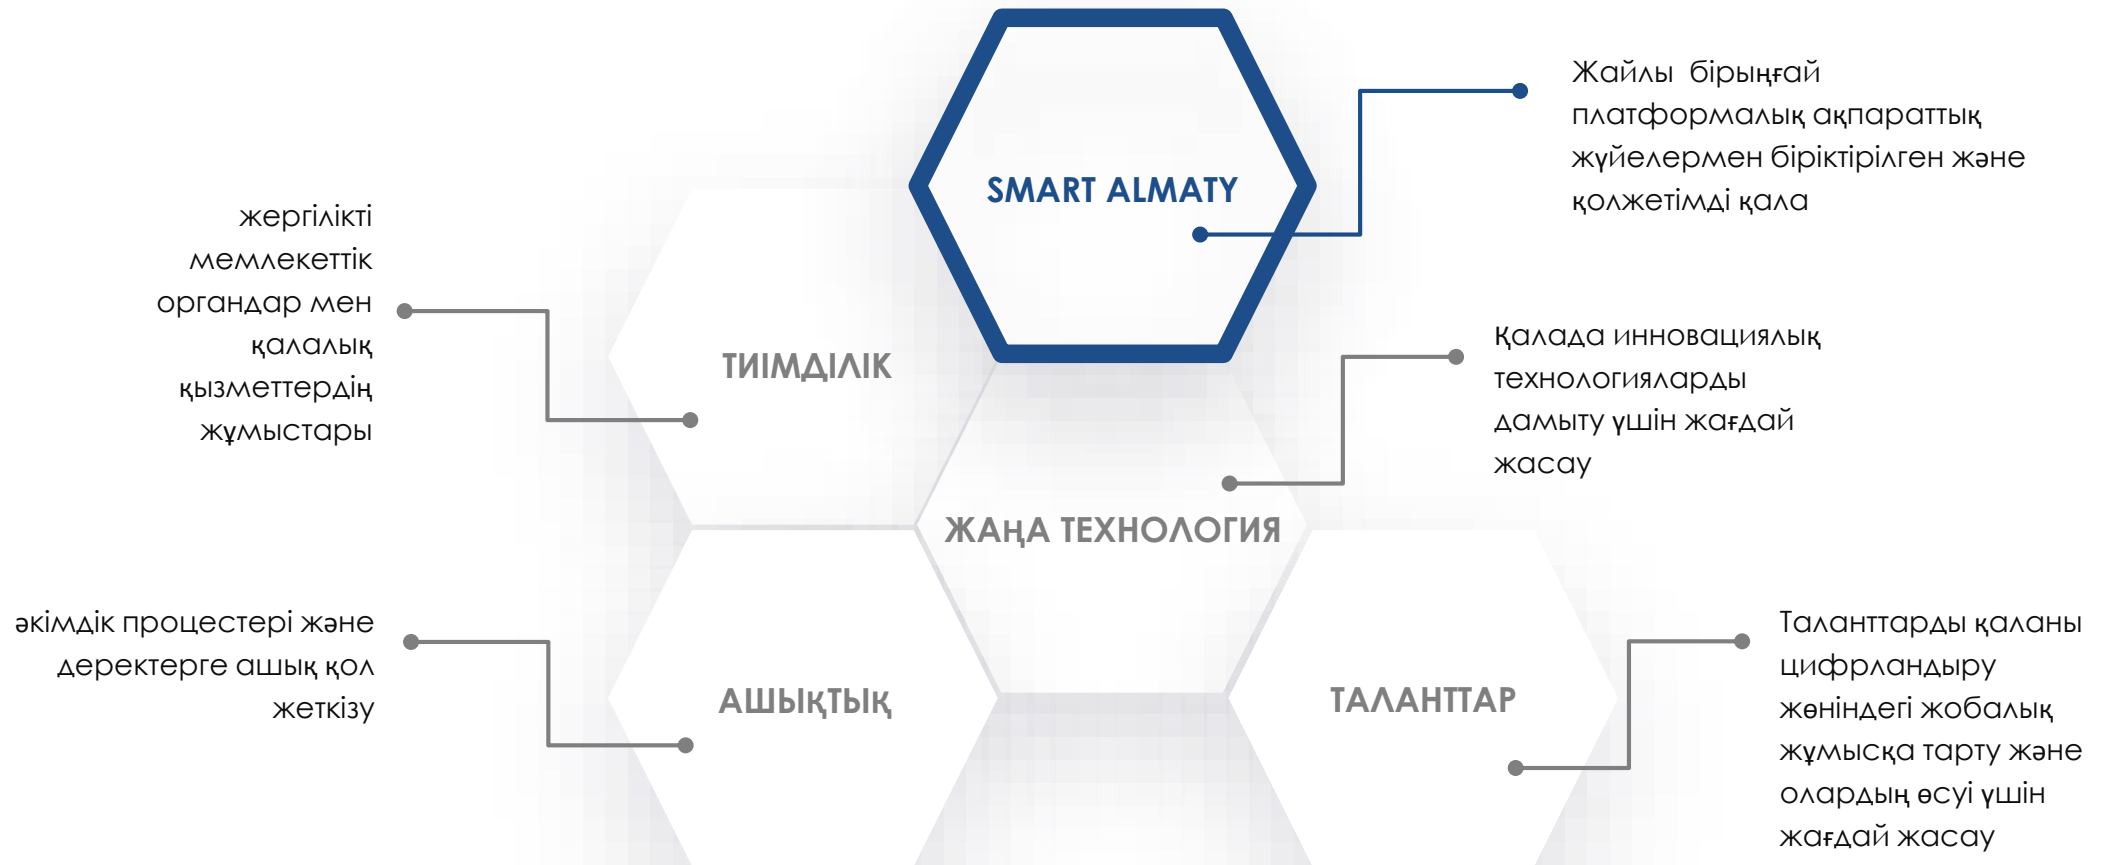 SMART ALMATY
Жайлы бірыңғай
платформалық ақпараттық
жүйелермен біріктірілген және
қолжетімді қала
жергілікті
мемлекеттік
органдар мен
қалалық
қызметтердің
жұмыстары
ТИІМДІЛІК
Қалада инновациялық
технологияларды
дамыту үшін жағдай
жасау
ЖАҢА ТЕХНОЛОГИЯ
әкімдік процестері және
деректерге ашық қол
жеткізу
АШЫҚТЫҚ
ТАЛАНТТАР
Таланттарды қаланы
цифрландыру
жөніндегі жобалық
жұмысқа тарту және
олардың өсуі үшін
жағдай жасау